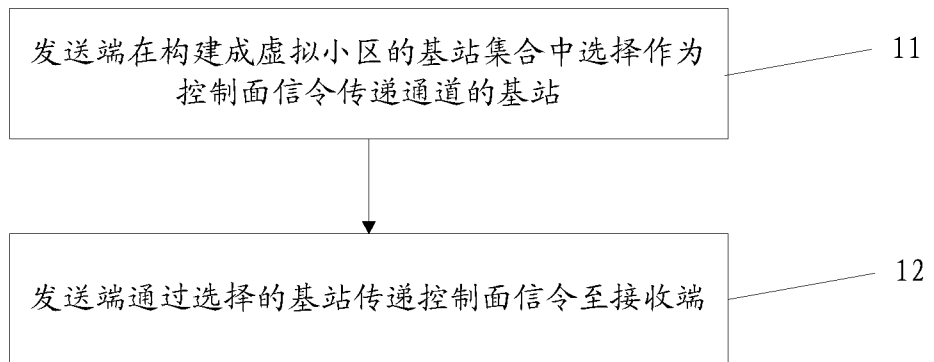 发送端在构建成虚拟小区的基站集合中选择作为
控制面信令传递通道的基站
11
发送端通过选择的基站传递控制面信令至接收端
12